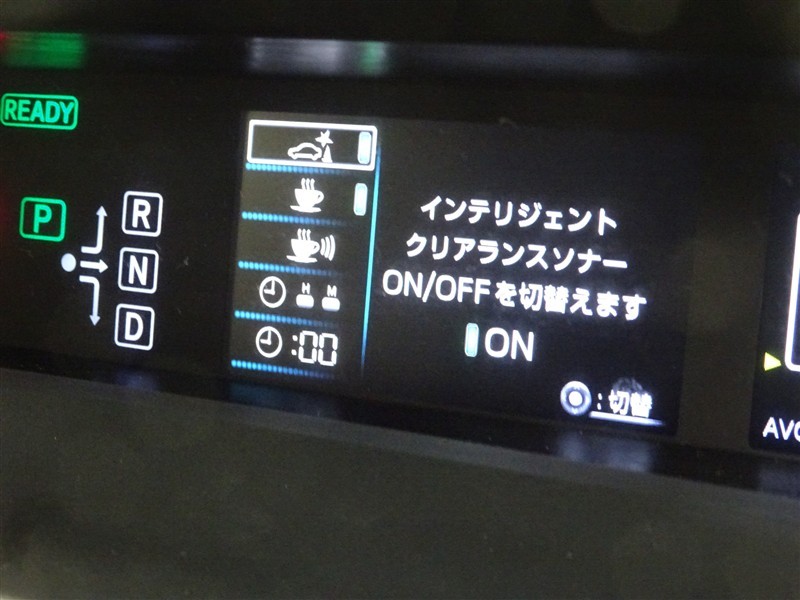 READY
P
R
N
D
H M
:00
インテリジェント
クリアランスソナー
ON/OFFを切替えます
ON
:切替